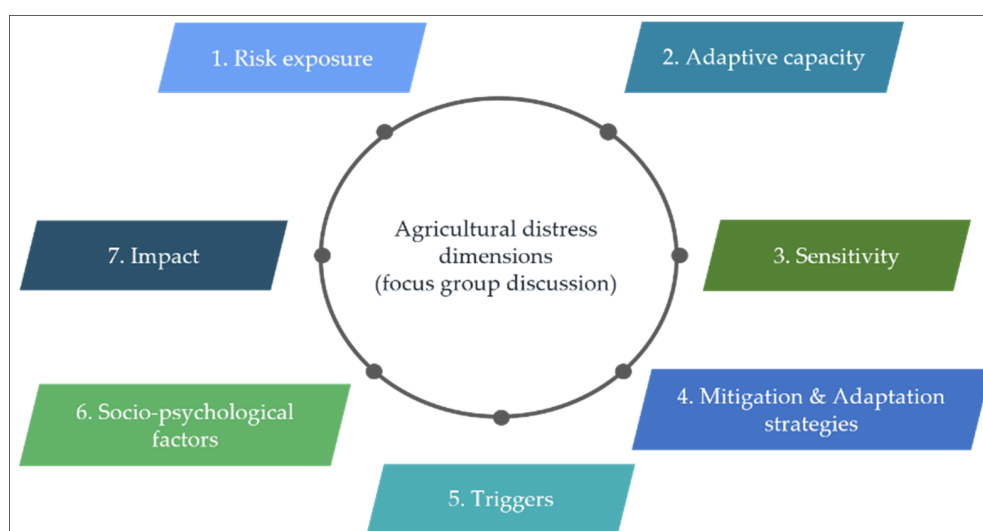 1. Risk exposure
2. Adaptive capacity
Agricultural distress
dimensions
(focus group discussion)
7. Impact
3. Sensitivity
6. Socio-psychological
factors
4. Mitigation & Adaptation
strategies
5. Triggers